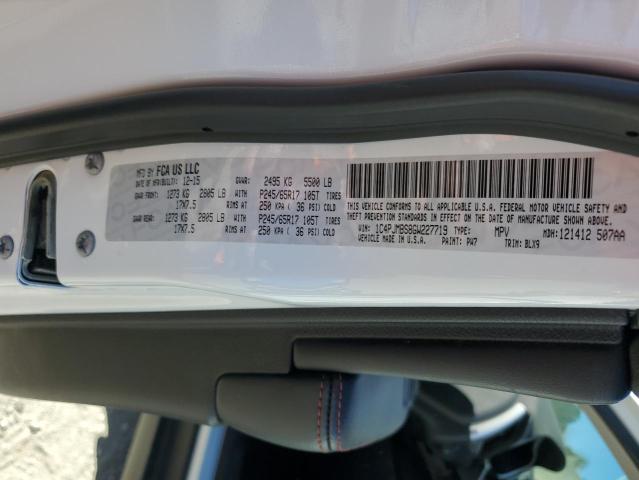 MFD BY FCA US LLC
DATE OF MFR(BUILT): 12-15 GVWR: 2495 KG 5500 LB
GAWR FRONT: 1273 KG 2805 LB WITH P245/65R17 105T TIRES
17X7.5 RIMS AT 250 KPA ( 36 PSI) COLD
GAWR REAR: 1273 KG 2805 LB WITH P245/65R17 105T TIRES
17X7.5 RIMS AT 250 KPA ( 36 PSI) COLD
THIS VEHICLE CONFORMS TO ALL APPLICABLE U.S.A. FEDERAL MOTOR VEHICLE SAFETY AND
THEFT PREVENTION STANDARDS IN EFFECT ON THE DATE OF MANUFACTURE SHOWN ABOVE.
VIN: 1C4PJMBS8GW227719 TYPE: MPV MDH: 121412 507AA
VEHICLE MADE IN U.S.A. PAINT: PW7 TRIM: BLX9